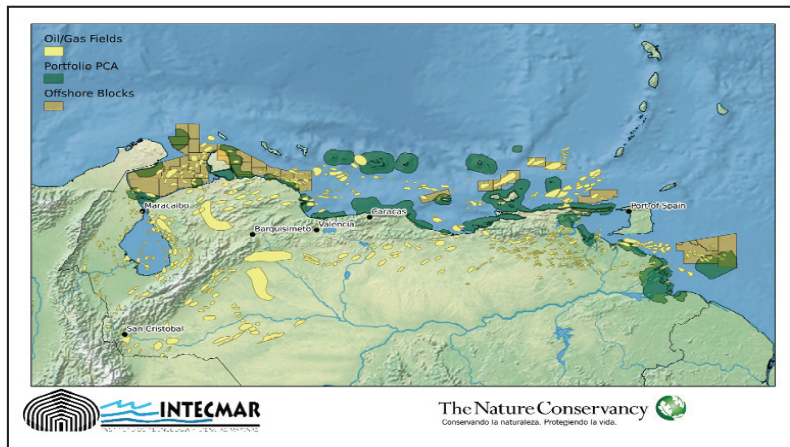 Oil/Gas Fields
Portfolio PCA
Offshore Blocks
Maracaibo
Barquisimeto
Valencia
Caracas
Port-of Spain
San Cristóbal
INTECMAR
The Nature Conservancy
Conservando la naturaleza. Protegiendo la vida.